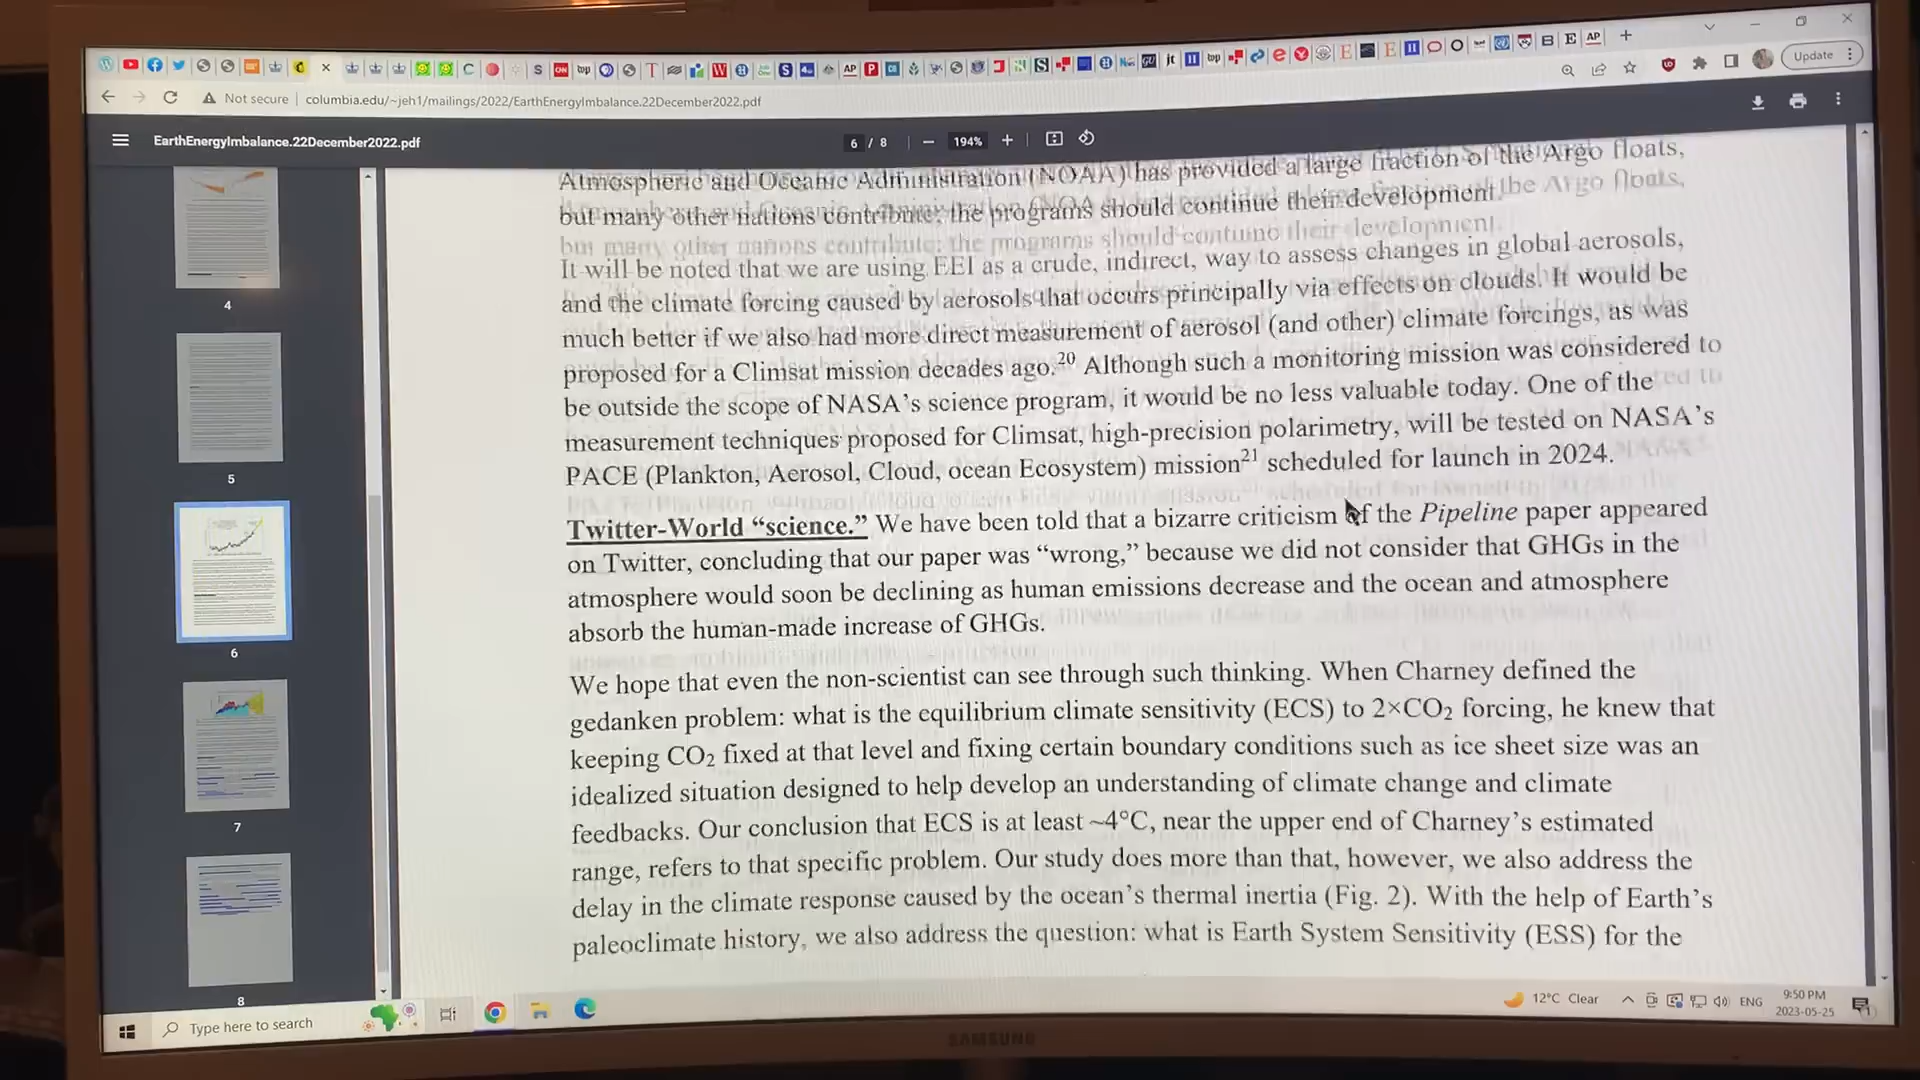 Update
Not secure
columbia.edu/~jeh1/mailings/2022/EarthEnergyImbalance.22December2022.pdf
EarthEnergyImbalance.22December2022.pdf
6 / 8
194%
4
5
6
7
8
Atmospheric and Oceanic Administration (NOAA) has provided a large fraction of the Argo floats,
but many other nations contribute; the programs should continue their development.
It will be noted that we are using EEI as a crude, indirect, way to assess changes in global aerosols,
and the climate forcing caused by aerosols that occurs principally via effects on clouds. It would be
much better if we also had more direct measurement of aerosol (and other) climate forcings, as was
proposed for a Climsat mission decades ago.20 Although such a monitoring mission was considered to
be outside the scope of NASA's science program, it would be no less valuable today. One of the
measurement techniques proposed for Climsat, high-precision polarimetry, will be tested on NASA's
PACE (Plankton, Aerosol, Cloud, ocean Ecosystem) mission21 scheduled for launch in 2024.
Twitter-World “science.” We have been told that a bizarre criticism of the Pipeline paper appeared
on Twitter, concluding that our paper was “wrong,” because we did not consider that GHGs in the
atmosphere would soon be declining as human emissions decrease and the ocean and atmosphere
absorb the human-made increase of GHGs.
We hope that even the non-scientist can see through such thinking. When Charney defined the
gedanken problem: what is the equilibrium climate sensitivity (ECS) to 2×CO2 forcing, he knew that
keeping CO2 fixed at that level and fixing certain boundary conditions such as ice sheet size was an
idealized situation designed to help develop an understanding of climate change and climate
feedbacks. Our conclusion that ECS is at least ~4°C, near the upper end of Charney's estimated
range, refers to that specific problem. Our study does more than that, however, we also address the
delay in the climate response caused by the ocean's thermal inertia (Fig. 2). With the help of Earth's
paleoclimate history, we also address the question: what is Earth System Sensitivity (ESS) for the
Type here to search
12°C Clear
ENG
9:50 PM
2023-05-25
SAMSUNG